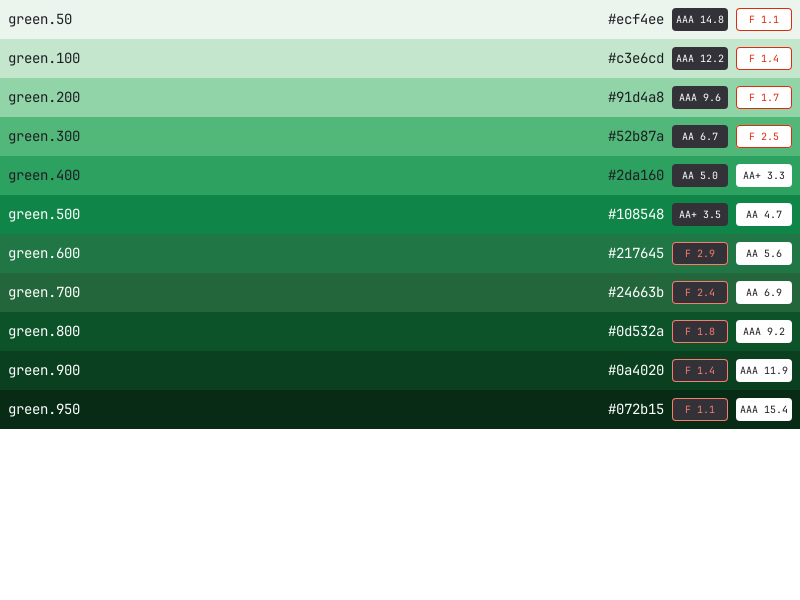 green.50 #ecf4ee AAA 14.8 F 1.1
green.100 #c3e6cd AAA 12.2 F 1.4
green.200 #91d4a8 AAA 9.6 F 1.7
green.300 #52b87a AA 6.7 F 2.5
green.400 #2da160 AA 5.0 AA+ 3.3
green.500 #108548 AA+ 3.5 AA 4.7
green.600 #217645 F 2.9 AA 5.6
green.700 #24663b F 2.4 AA 6.9
green.800 #0d532a F 1.8 AAA 9.2
green.900 #0a4020 F 1.4 AAA 11.9
green.950 #072b15 F 1.1 AAA 15.4